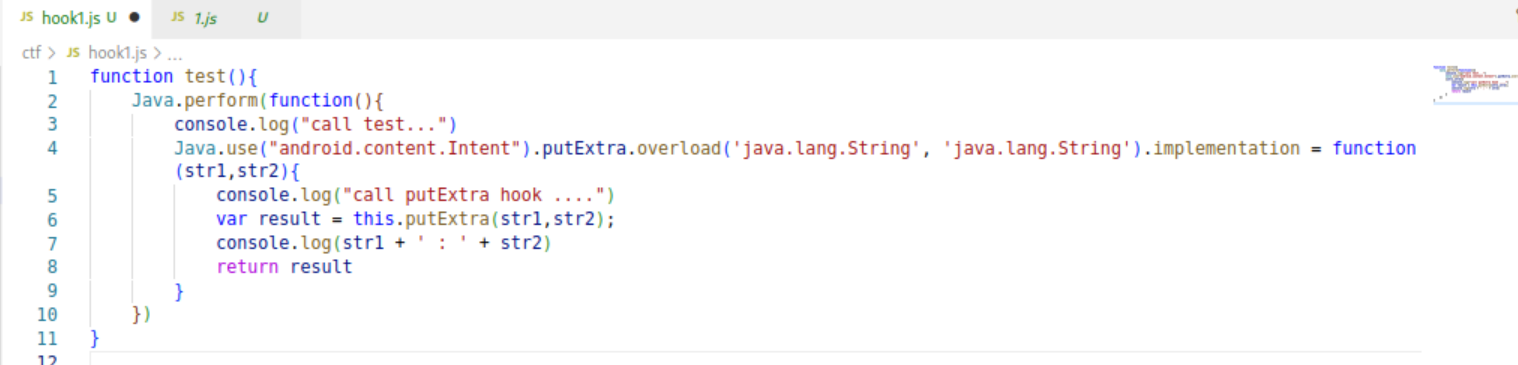 JS hook1.js U ● JS 1.js U
ctf > JS hook1.js > ...
1 function test(){
2     Java.perform(function(){
3         console.log("call test...")
4         Java.use("android.content.Intent").putExtra.overload('java.lang.String', 'java.lang.String').implementation = function
        (str1,str2){
5             console.log("call putExtra hook ....")
6             var result = this.putExtra(str1,str2);
7             console.log(str1 + ' : ' + str2)
8             return result
9         }
10     })
11 }
12